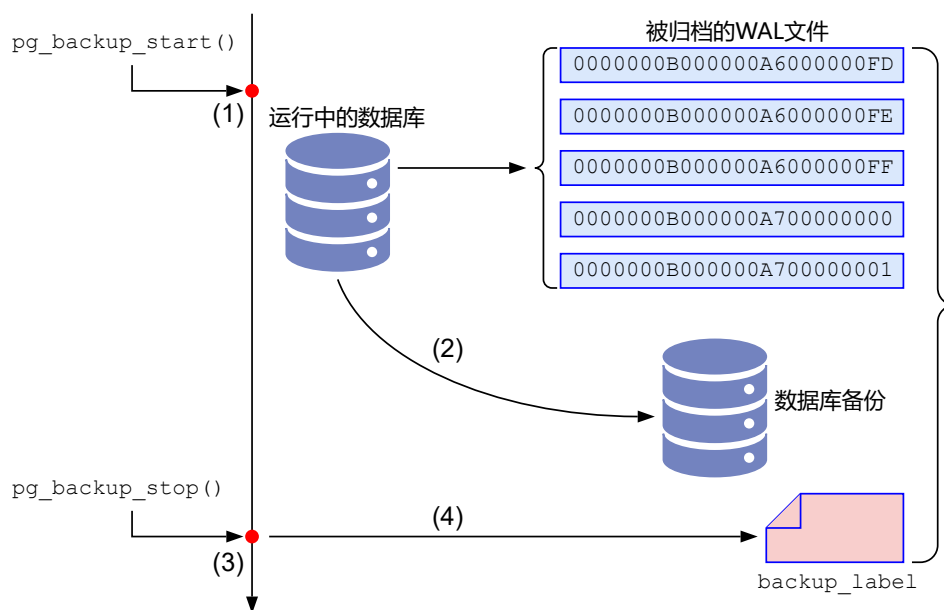 pg_backup_start()
(1)
运行中的数据库
被归档的WAL文件
0000000B000000A6000000FD
0000000B000000A6000000FE
0000000B000000A6000000FF
0000000B000000A700000000
0000000B000000A700000001
(2)
数据库备份
pg_backup_stop()
(3)
(4)
backup_label